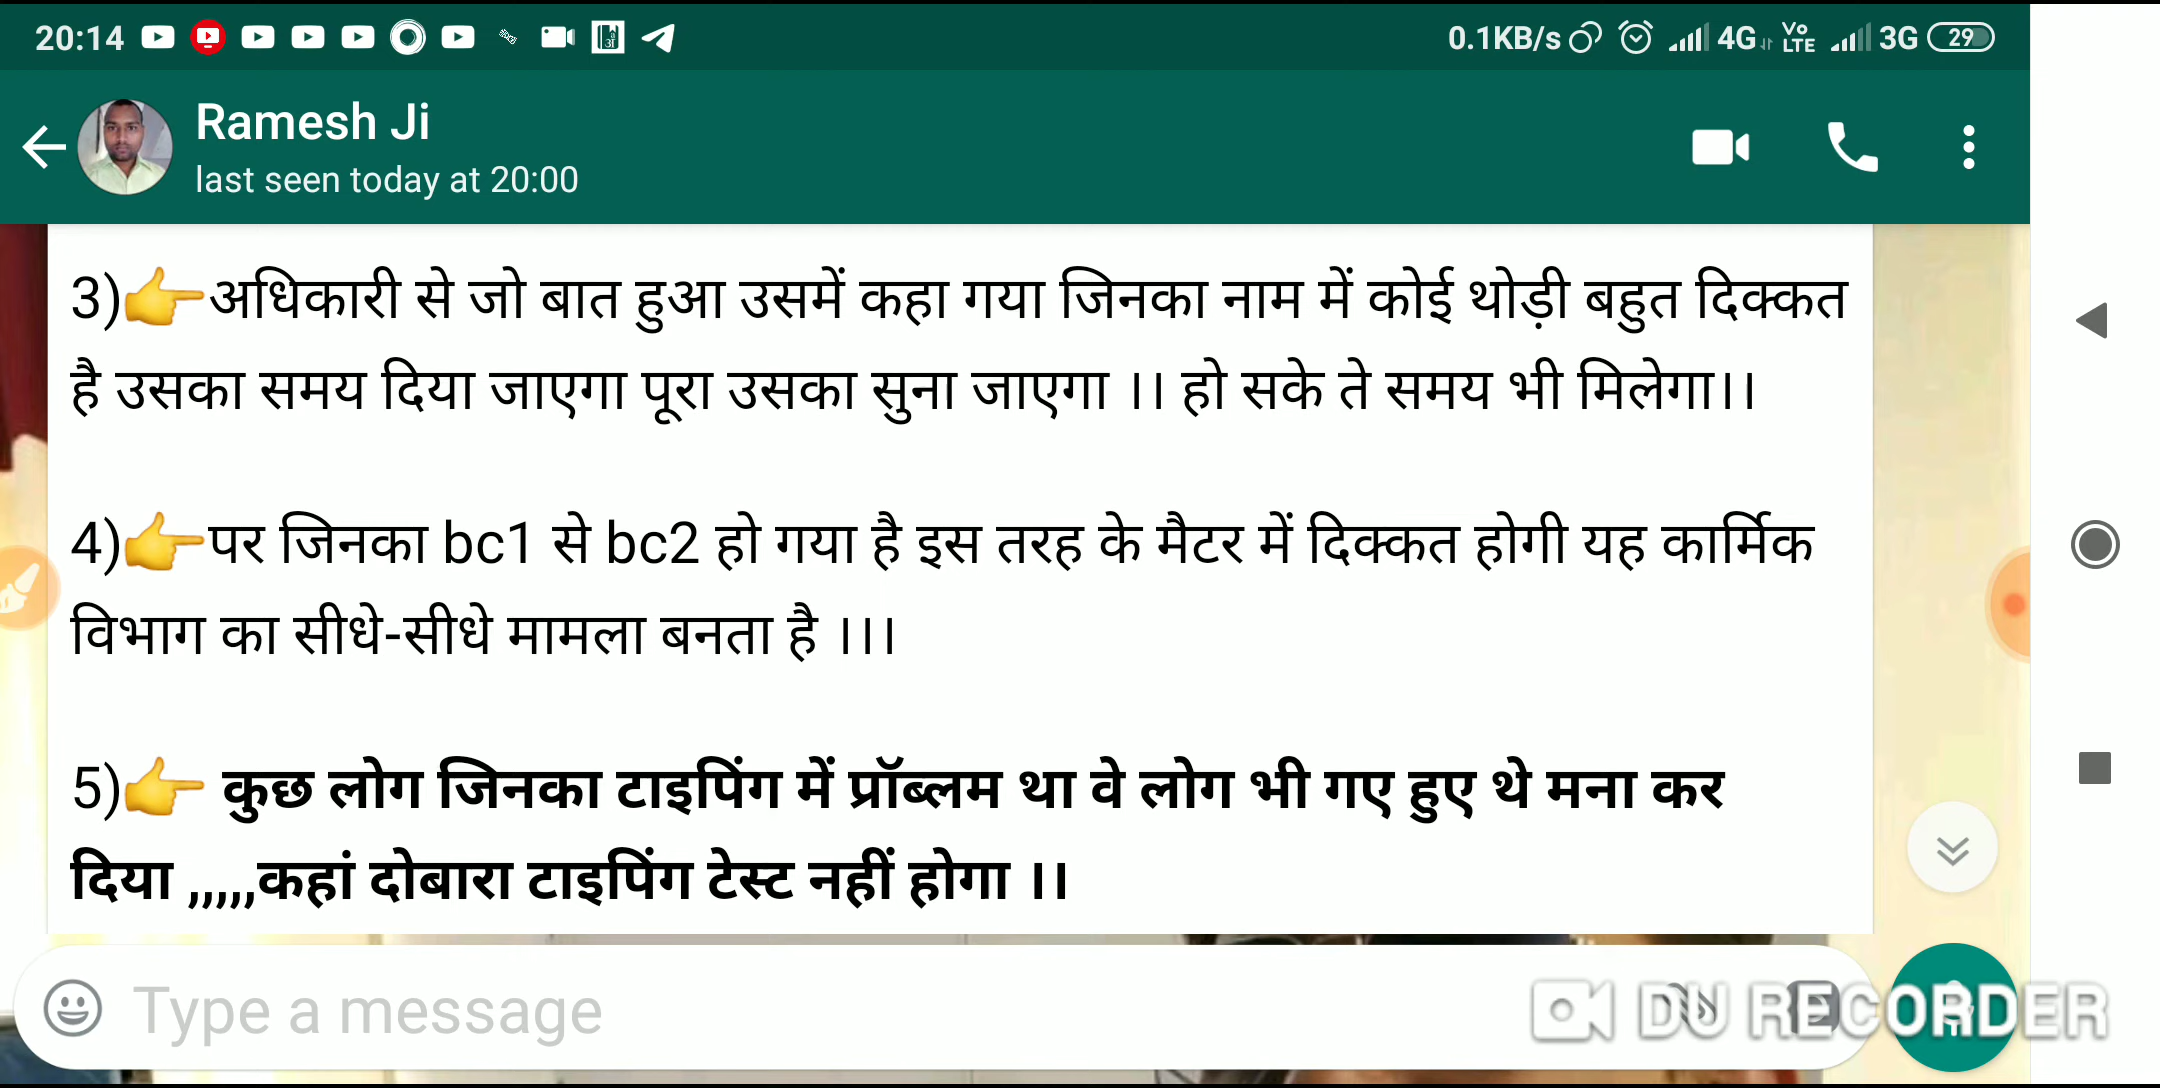 20:14 0.1KB/s 4G Vo LTE 3G 29
Ramesh Ji
last seen today at 20:00
3)👉अधिकारी से जो बात हुआ उसमें कहा गया जिनका नाम में कोई थोड़ी बहुत दिक्कत
है उसका समय दिया जाएगा पूरा उसका सुना जाएगा ।। हो सके ते समय भी मिलेगा।।
4)👉पर जिनका bc1 से bc2 हो गया है इस तरह के मैटर में दिक्कत होगी यह कार्मिक
विभाग का सीधे-सीधे मामला बनता है ।।।
5)👉 कुछ लोग जिनका टाइपिंग में प्रॉब्लम था वे लोग भी गए हुए थे मना कर
दिया ,,,,,कहां दोबारा टाइपिंग टेस्ट नहीं होगा ।।
Type a message
DU RECORDER